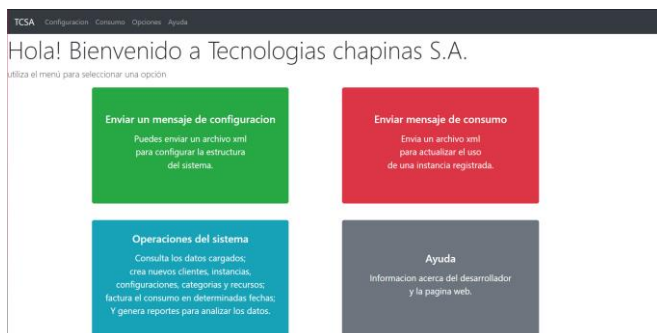 TCSA Configuracion Consumo Opciones Ayuda
Hola! Bienvenido a Tecnologias chapinas S.A.
utiliza el menú para seleccionar una opción
Enviar un mensaje de configuracion
Puedes enviar un archivo xml
para configurar la estructura
del sistema.
Enviar mensaje de consumo
Envia un archivo xml
para actualizar el uso
de una instancia registrada.
Operaciones del sistema
Consulta los datos cargados;
crea nuevos clientes, instancias,
configuraciones, categorias y recursos;
factura el consumo en determinadas fechas;
Y genera reportes para analizar los datos.
Ayuda
Informacion acerca del desarrollador
y la pagina web.